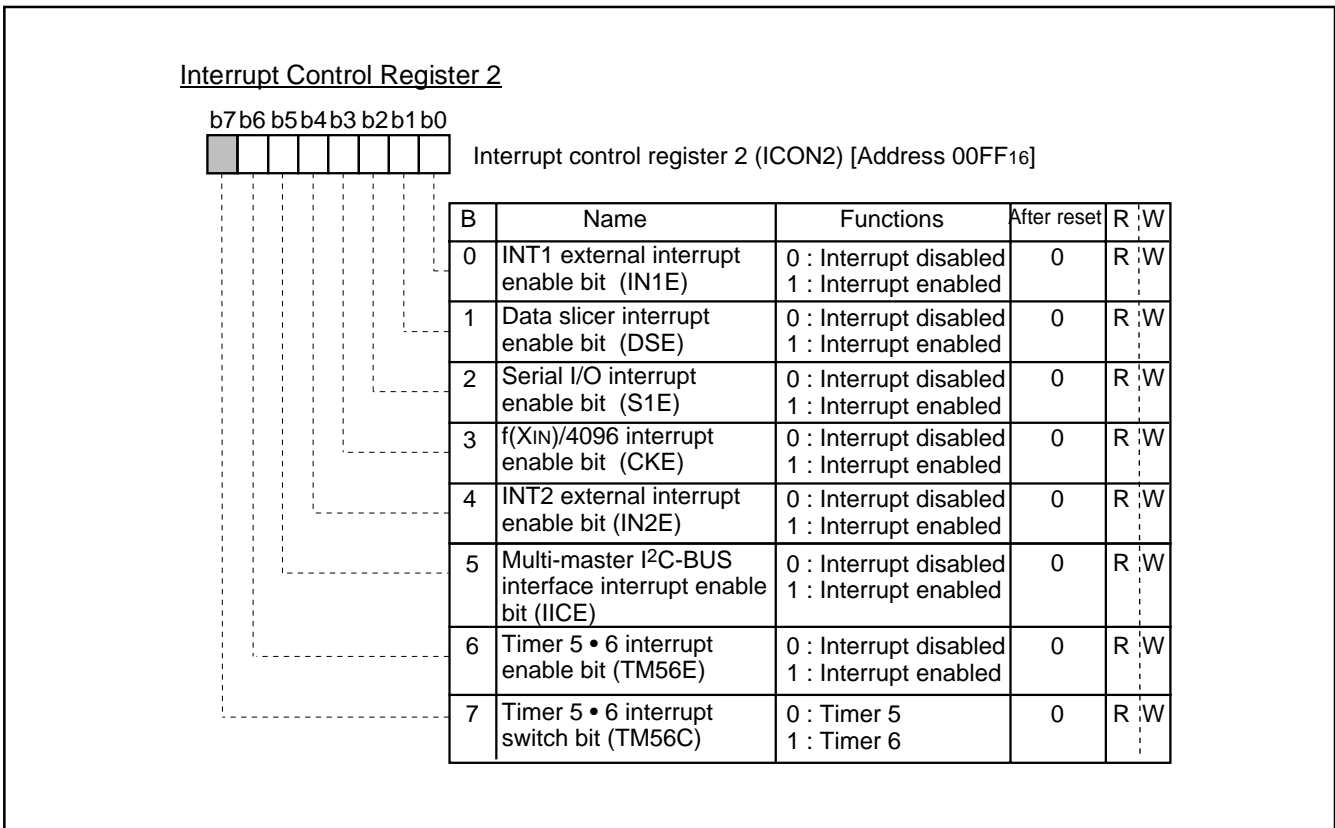 Interrupt Control Register 2
b7 b6 b5 b4 b3 b2 b1 b0
Interrupt control register 2 (ICON2) [Address 00FF16]
B Name Functions After reset R W
0 INT1 external interrupt enable bit (IN1E) 0 : Interrupt disabled 1 : Interrupt enabled 0 R W
1 Data slicer interrupt enable bit (DSE) 0 : Interrupt disabled 1 : Interrupt enabled 0 R W
2 Serial I/O interrupt enable bit (S1E) 0 : Interrupt disabled 1 : Interrupt enabled 0 R W
3 f(XIN)/4096 interrupt enable bit (CKE) 0 : Interrupt disabled 1 : Interrupt enabled 0 R W
4 INT2 external interrupt enable bit (IN2E) 0 : Interrupt disabled 1 : Interrupt enabled 0 R W
5 Multi-master I2C-BUS interface interrupt enable bit (IICE) 0 : Interrupt disabled 1 : Interrupt enabled 0 R W
6 Timer 5 • 6 interrupt enable bit (TM56E) 0 : Interrupt disabled 1 : Interrupt enabled 0 R W
7 Timer 5 • 6 interrupt switch bit (TM56C) 0 : Timer 5 1 : Timer 6 0 R W